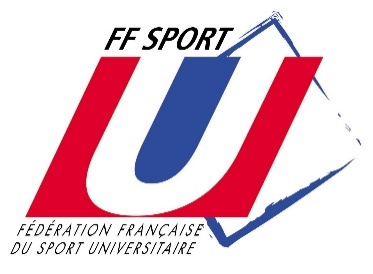 FF SPORT
U
FÉDÉRATION FRANÇAISE
DU SPORT UNIVERSITAIRE